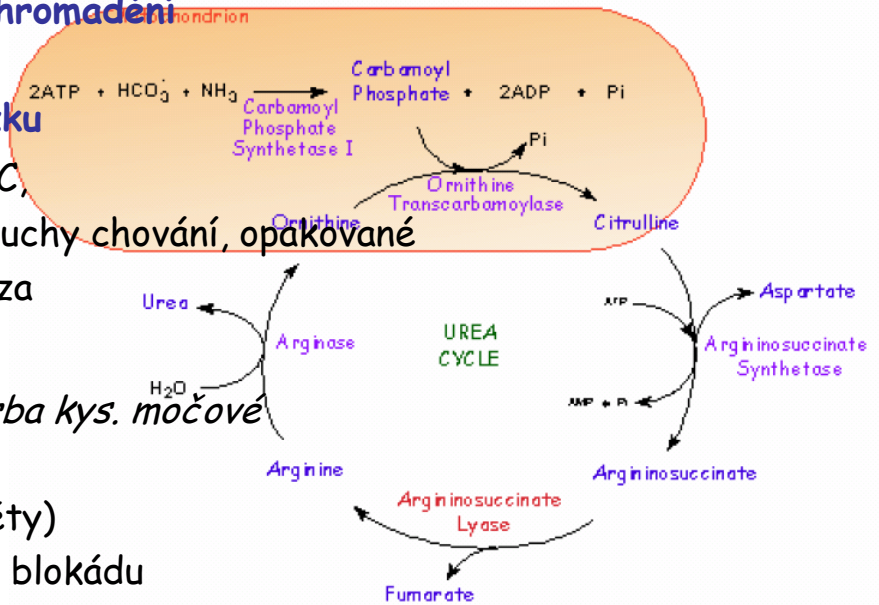 hromadění
Mitochondrion
2ATP + HCO₃⁻ + NH₃
Carbamoyl
Phosphate + 2ADP + Pi
Carbamoyl
Phosphate
Synthetase I
Pi
Ornithine
Transcarbamoylase
Ornithine
Citrulline
uchy chování, opakované
za
Urea
Arginase
H₂O
UREA
CYCLE
ATP
Aspartate
Argininosuccinate
Synthetase
AMP + Pi
rba kys. močové
Arginine
Argininosuccinate
Argininosuccinate
Lyase
ěty)
blokádu
Fumarate